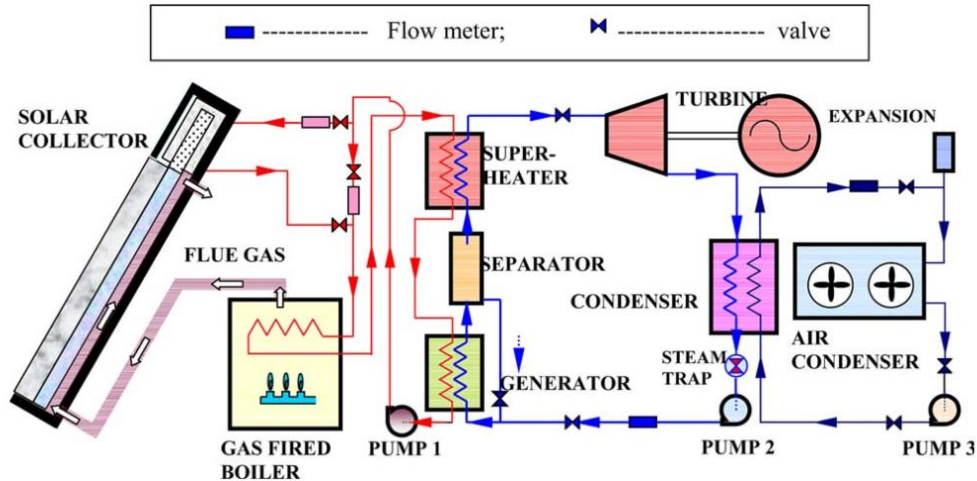 Flow meter; valve
SOLAR
COLLECTOR
TURBINE
EXPANSION
SUPER-
HEATER
FLUE GAS
SEPARATOR
CONDENSER
AIR
CONDENSER
STEAM
TRAP
GENERATOR
GAS FIRED
BOILER
PUMP 1
PUMP 2
PUMP 3